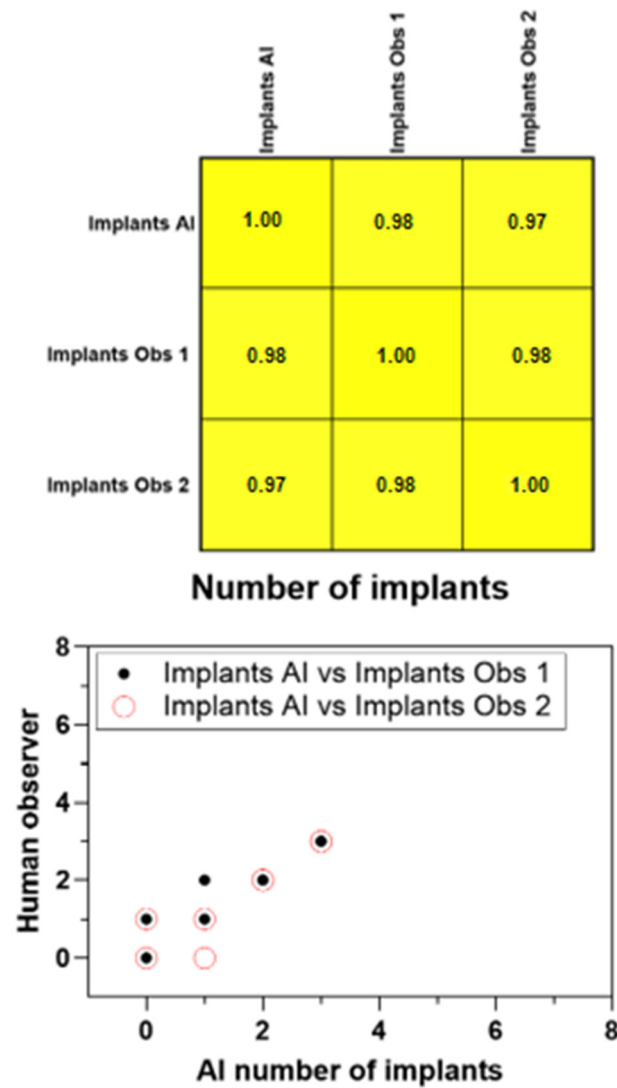 Implants AI
Implants Obs 1
Implants Obs 2
Implants AI 1.00 0.98 0.97
Implants Obs 1 0.98 1.00 0.98
Implants Obs 2 0.97 0.98 1.00
Number of implants
8
6
4
2
0
Human observer
Implants AI vs Implants Obs 1
Implants AI vs Implants Obs 2
0 2 4 6 8
AI number of implants